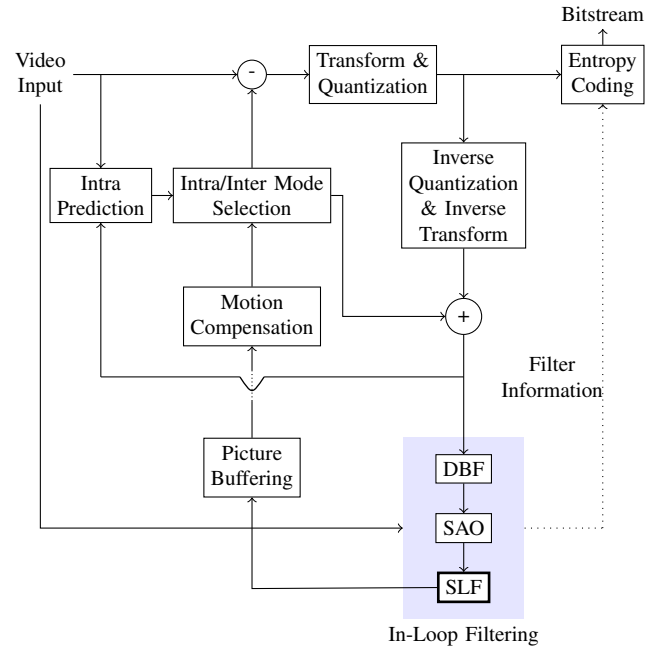 Bitstream
Video
Input
-
Transform &
Quantization
Entropy
Coding
Intra
Prediction
Intra/Inter Mode
Selection
Inverse
Quantization
& Inverse
Transform
Motion
Compensation
+
Filter
Information
Picture
Buffering
DBF
SAO
SLF
In-Loop Filtering